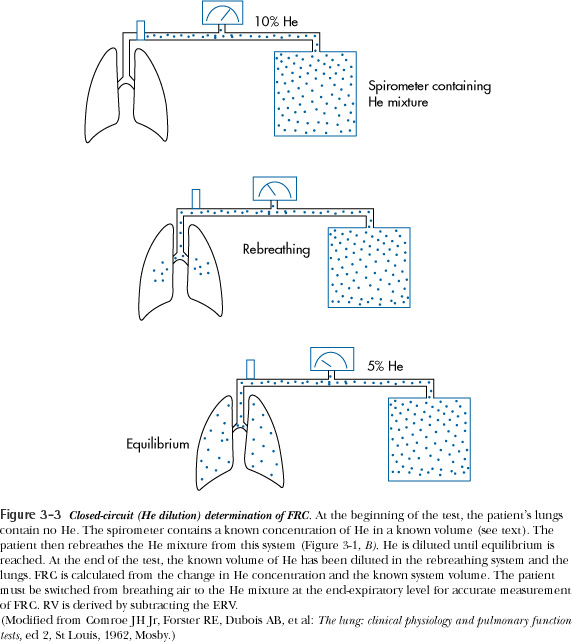 10% He
Spirometer containing
He mixture
Rebreathing
5% He
Equilibrium
Figure 3–3 Closed-circuit (He dilution) determination of FRC. At the beginning of the test, the patient's lungs
contain no He. The spirometer contains a known concentration of He in a known volume (see text). The
patient then rebreathes the He mixture from this system (Figure 3-1, B). He is diluted until equilibrium is
reached. At the end of the test, the known volume of He has been diluted in the rebreathing system and the
lungs. FRC is calculated from the change in He concentration and the known system volume. The patient
must be switched from breathing air to the He mixture at the end-expiratory level for accurate measurement
of FRC. RV is derived by subtracting the ERV.
(Modified from Comroe JH Jr, Forster RE, Dubois AB, et al: The lung: clinical physiology and pulmonary function
tests, ed 2, St Louis, 1962, Mosby.)